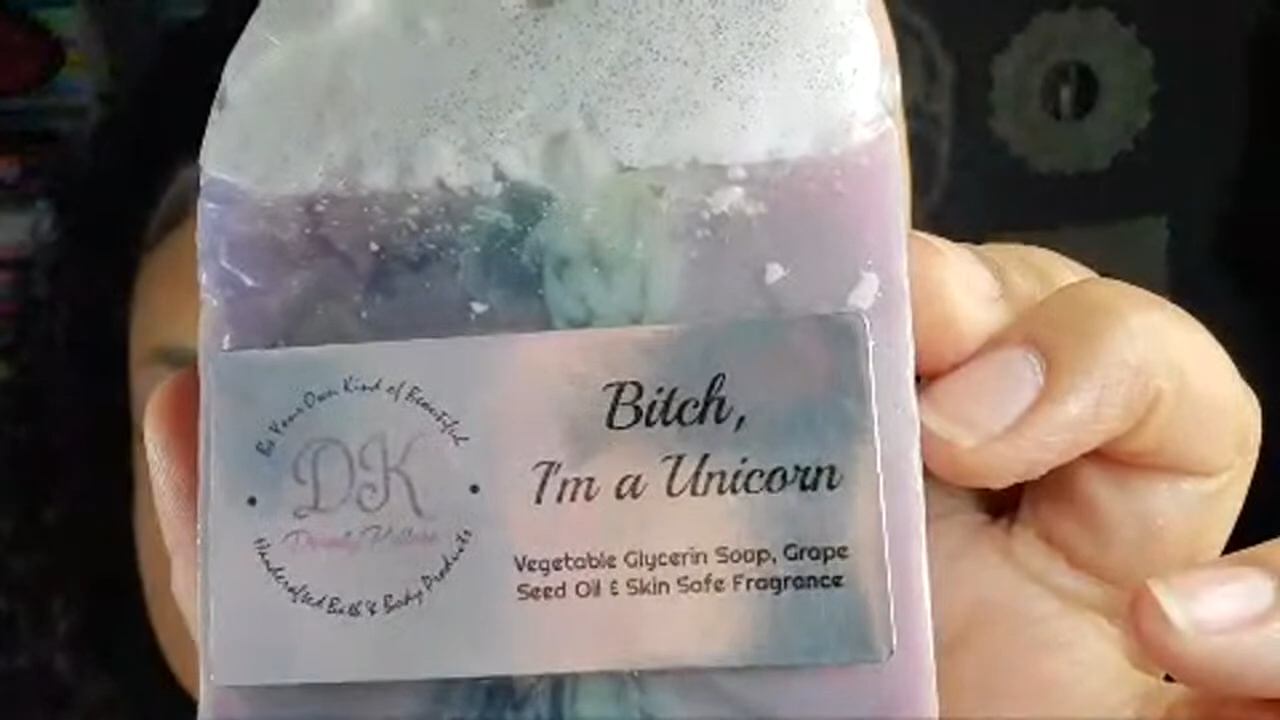 Be Your Own Kind of Beautiful
DK
Handcrafted Bath & Body Products
Bitch,
I'm a Unicorn
Vegetable Glycerin Soap, Grape
Seed Oil & Skin Safe Fragrance